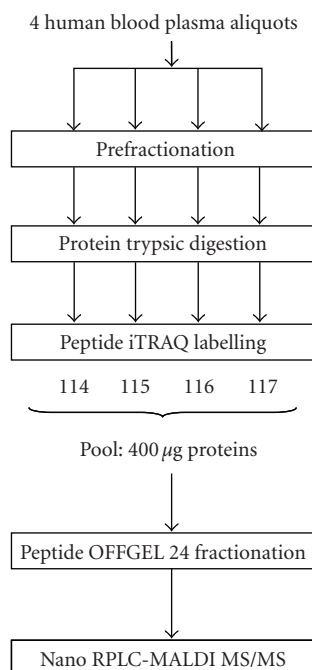 4 human blood plasma aliquots
Prefractionation
Protein trypsic digestion
Peptide iTRAQ labelling
114 115 116 117
Pool: 400 μg proteins
Peptide OFFGEL 24 fractionation
Nano RPLC-MALDI MS/MS